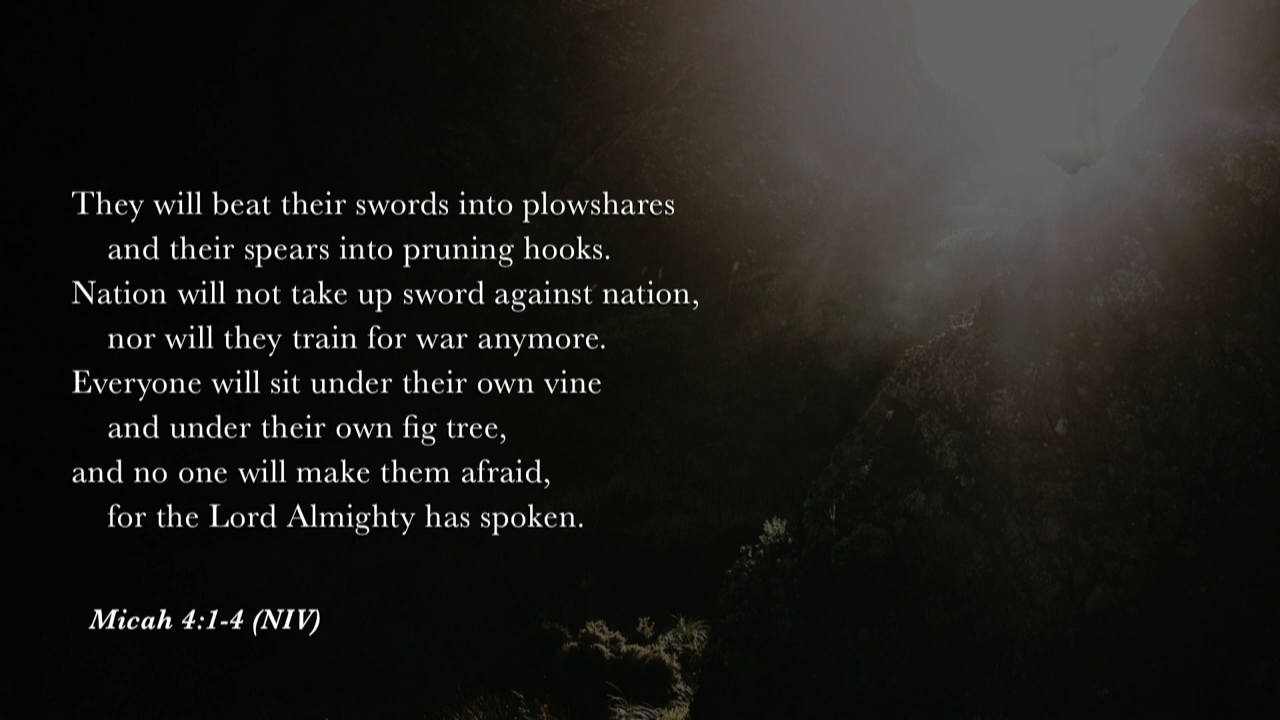 They will beat their swords into plowshares
and their spears into pruning hooks.
Nation will not take up sword against nation,
nor will they train for war anymore.
Everyone will sit under their own vine
and under their own fig tree,
and no one will make them afraid,
for the Lord Almighty has spoken.
Micah 4:1-4 (NIV)